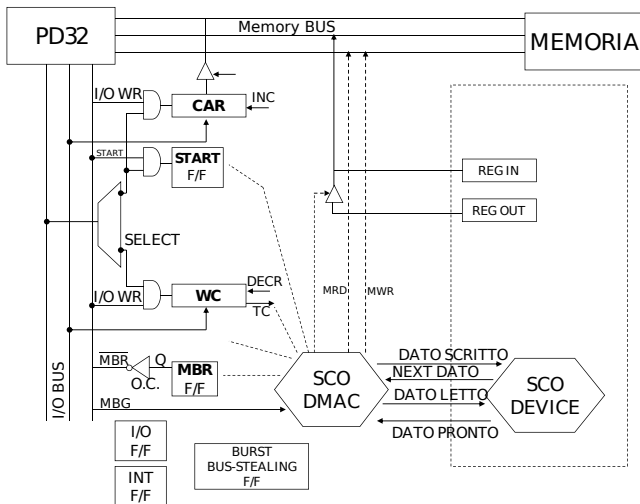 PD32
Memory BUS
MEMORIA
I/O WR
CAR
INC
START
START
F/F
REG IN
REG OUT
SELECT
I/O WR
WC
DECR
TC
MRD
MWR
MBR
Q
O.C.
MBR
F/F
SCO
DMAC
DATO SCRITTO
NEXT DATO
DATO LETTO
DATO PRONTO
SCO
DEVICE
I/O BUS
MBG
I/O
F/F
INT
F/F
BURST
BUS-STEALING
F/F